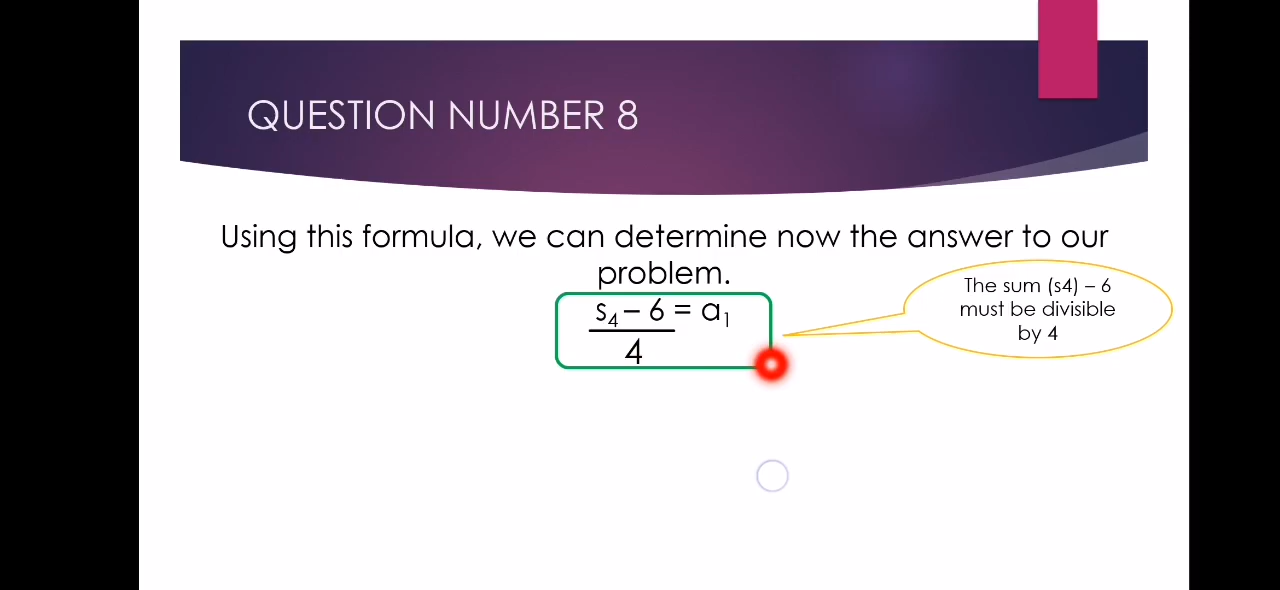 QUESTION NUMBER 8
Using this formula, we can determine now the answer to our
problem.
s₄ – 6 = a₁
4
The sum (s4) – 6
must be divisible
by 4